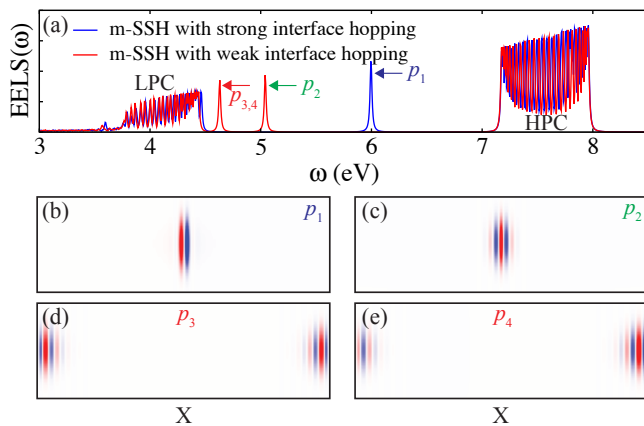 (a)
m-SSH with strong interface hopping
m-SSH with weak interface hopping
EELS(ω)
LPC
p3,4
p2
p1
HPC
3 4 5 6 7 8
ω (eV)
(b) p1
(c) p2
(d) p3
(e) p4
X X